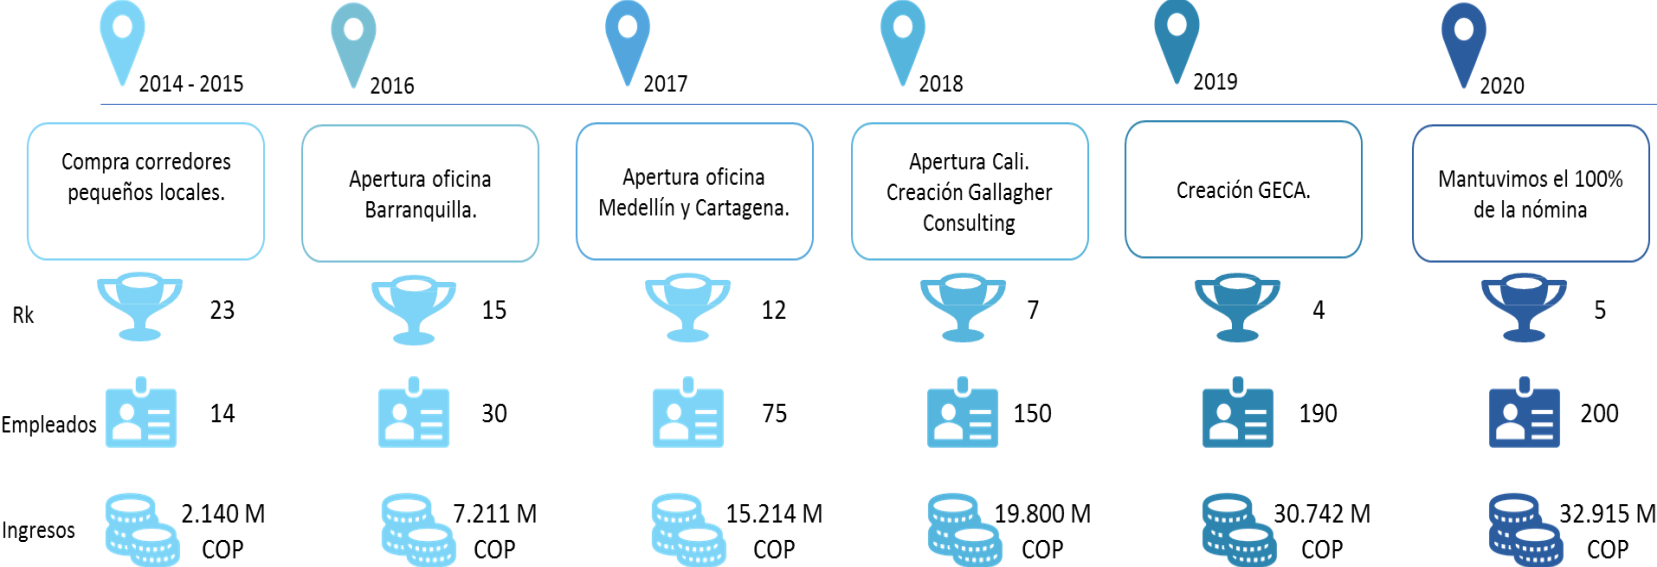 2014 - 2015
2016
2017
2018
2019
2020
Compra corredores
pequeños locales.
Apertura oficina
Barranquilla.
Apertura oficina
Medellín y Cartagena.
Apertura Cali.
Creación Gallagher
Consulting
Creación GECA.
Mantuvimos el 100%
de la nómina
Rk
23
15
12
7
4
5
Empleados
14
30
75
150
190
200
Ingresos
2.140 M
COP
7.211 M
COP
15.214 M
COP
19.800 M
COP
30.742 M
COP
32.915 M
COP